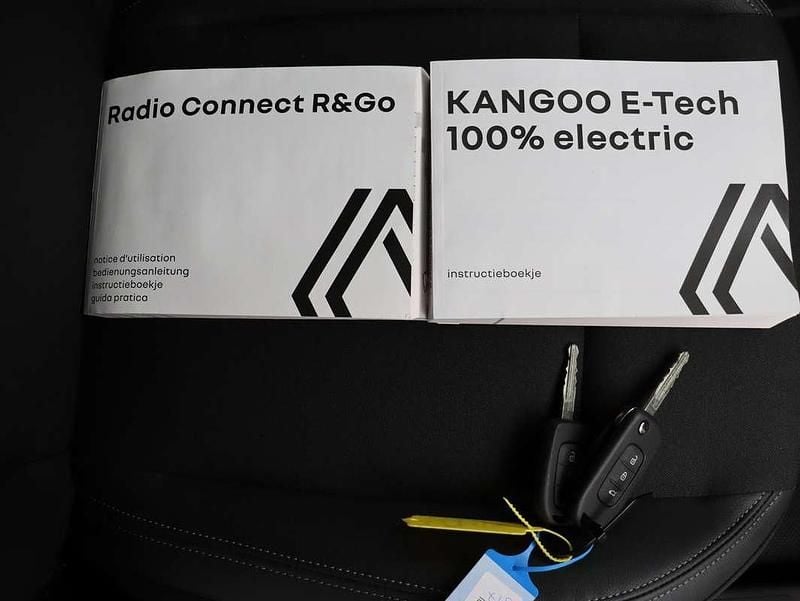 Radio Connect R&Go
notice d'utilisation
bedienungsanleitung
instructieboekje
guida pratica
KANGOO E-Tech
100% electric
instructieboekje